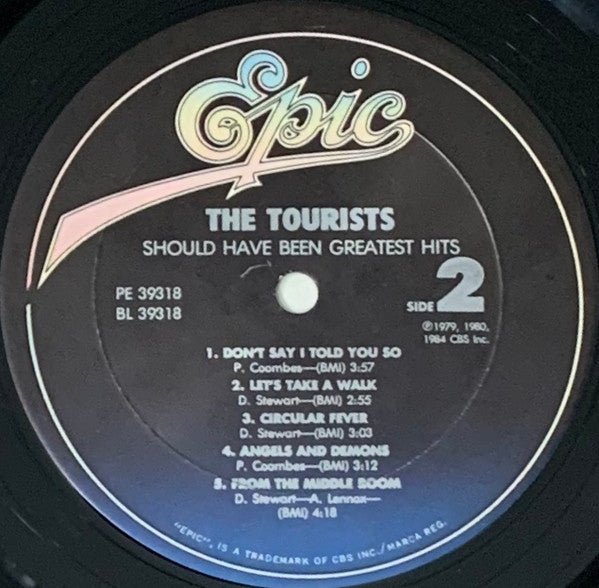 Epic
THE TOURISTS
SHOULD HAVE BEEN GREATEST HITS
PE 39318
BL 39318
SIDE 2
℗1979, 1980,
1984 CBS Inc.
1. DON'T SAY I TOLD YOU SO
P. Coombes—(BMI) 3:57
2. LET'S TAKE A WALK
D. Stewart—(BMI) 2:55
3. CIRCULAR FEVER
D. Stewart—(BMI) 3:03
4. ANGELS AND DEMONS
P. Coombes—(BMI) 3:12
5. FROM THE MIDDLE ROOM
D. Stewart—A. Lennox—
(BMI) 4:18
"EPIC", IS A TRADEMARK OF CBS INC./MARCA REG.